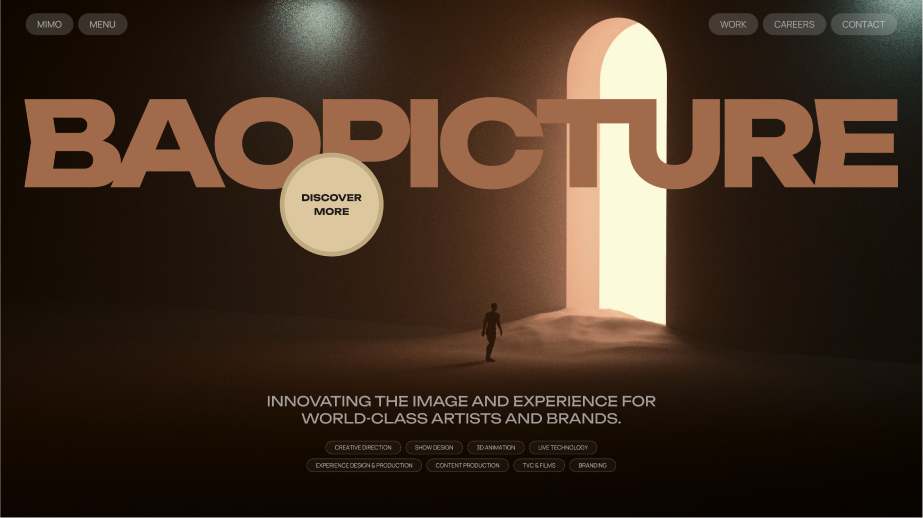 MIMO
MENU
WORK
CAREERS
CONTACT
BAOPICTURE
DISCOVER
MORE
INNOVATING THE IMAGE AND EXPERIENCE FOR
WORLD-CLASS ARTISTS AND BRANDS.
CREATIVE DIRECTION
SHOW DESIGN
3D ANIMATION
LIVE TECHNOLOGY
EXPERIENCE DESIGN & PRODUCTION
CONTENT PRODUCTION
TVC & FILMS
BRANDING